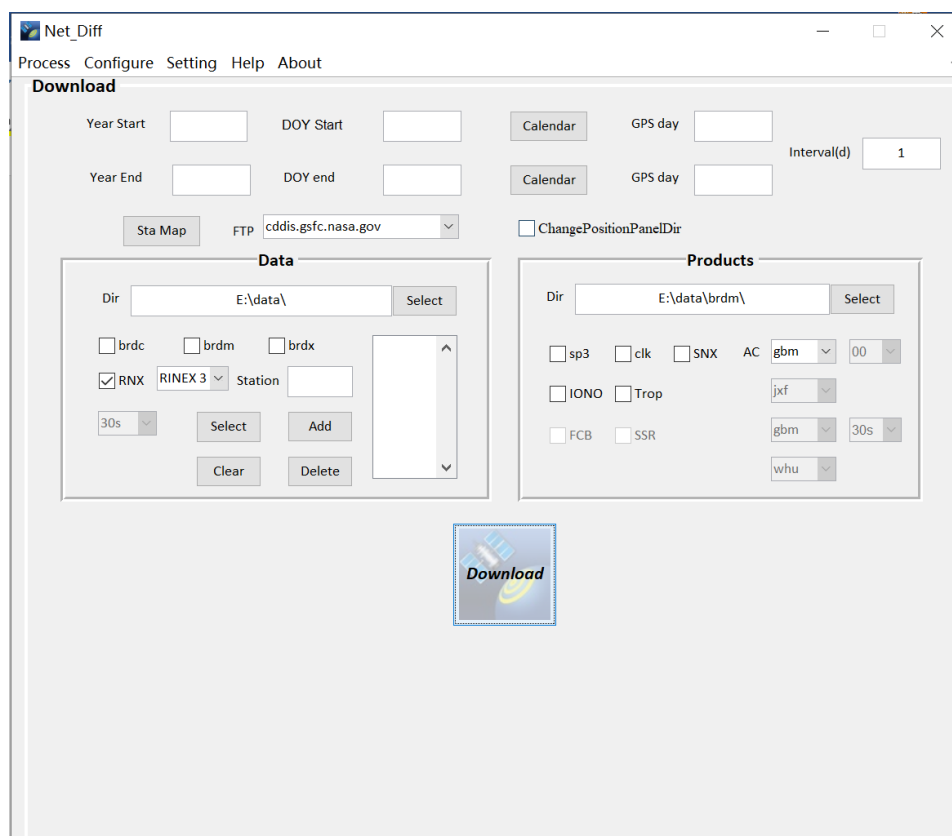 Net_Diff
Process Configure Setting Help About
Download
Year Start DOY Start Calendar GPS day
Interval(d) 1
Year End DOY end Calendar GPS day
Sta Map FTP cddis.gsfc.nasa.gov ChangePositionPanelDir
Data
Dir E:\data\ Select
brdc brdm brdx
RNX RINEX 3 Station
30s Select Add
Clear Delete
Products
Dir E:\data\brdm\ Select
sp3 clk SNX AC gbm 00
IONO Trop jxf
FCB SSR gbm 30s
whu
Download